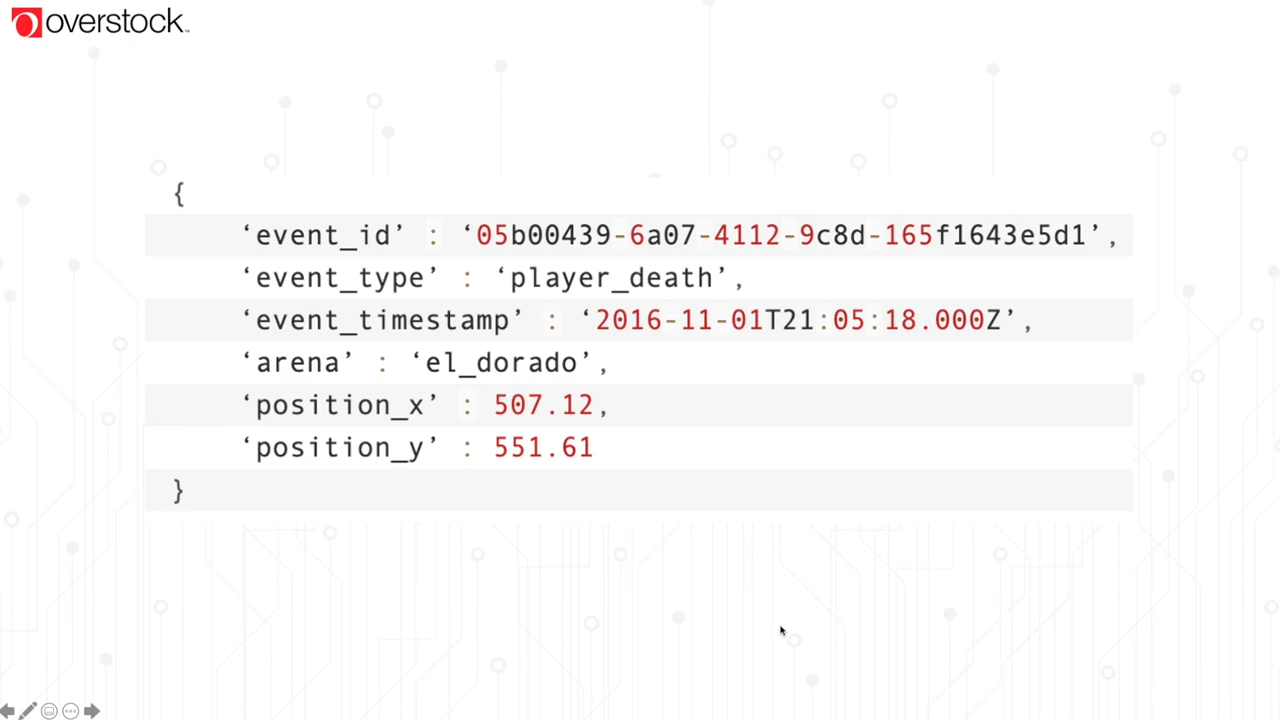 overstock™
{
‘event_id’ : ‘05b00439-6a07-4112-9c8d-165f1643e5d1’,
‘event_type’ : ‘player_death’,
‘event_timestamp’ : ‘2016-11-01T21:05:18.000Z’,
‘arena’ : ‘el_dorado’,
‘position_x’ : 507.12,
‘position_y’ : 551.61
}